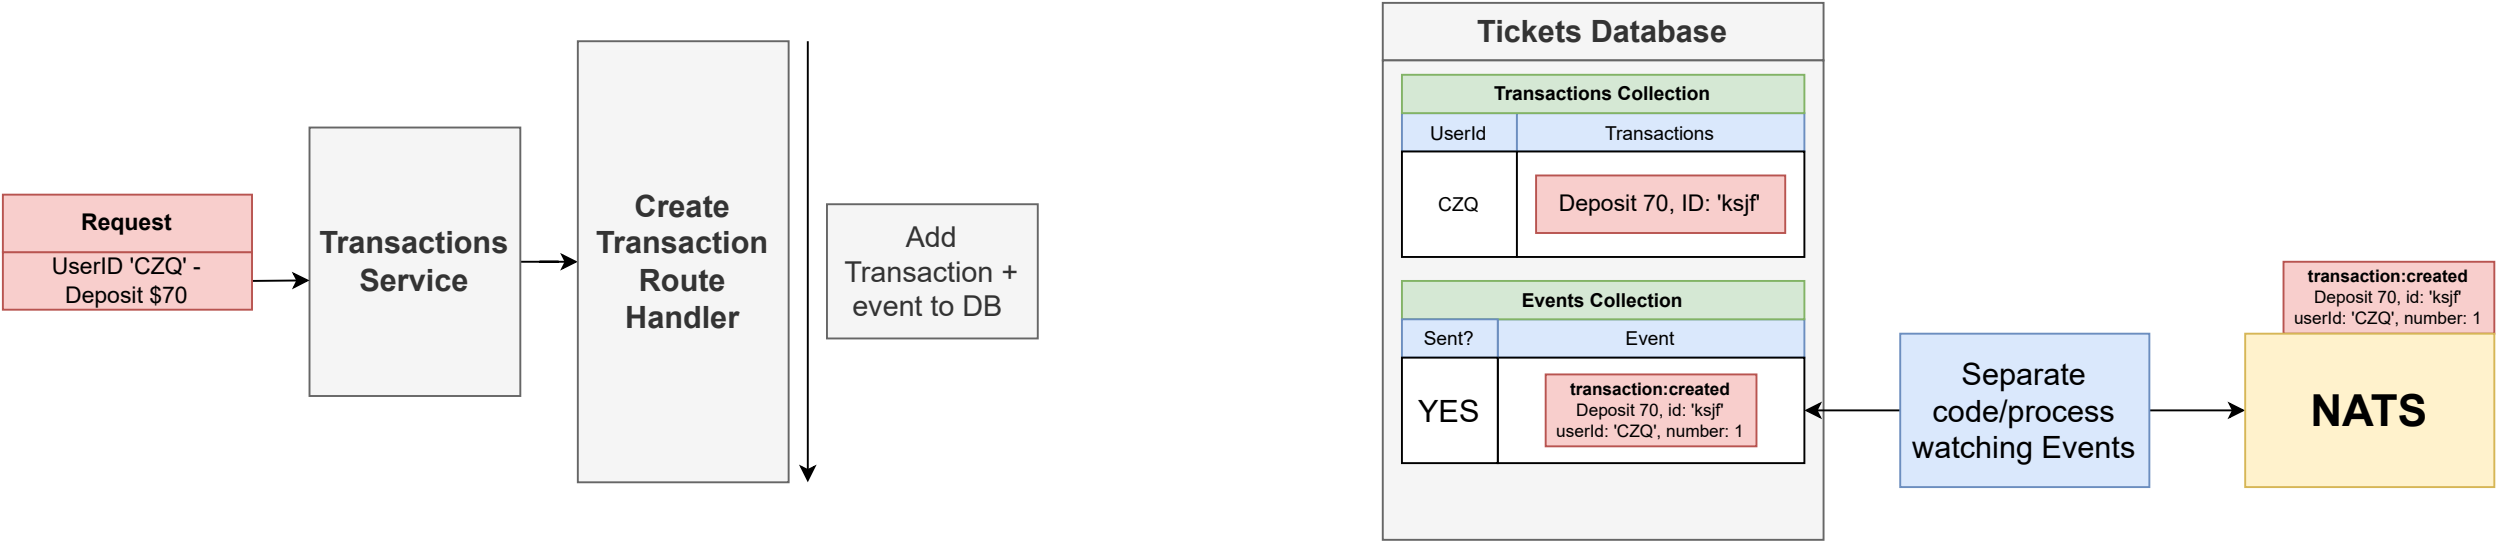 Request
UserID 'CZQ' -
Deposit $70
Transactions
Service
Create
Transaction
Route
Handler
Add
Transaction +
event to DB
Tickets Database
Transactions Collection
UserId
Transactions
CZQ
Deposit 70, ID: 'ksjf'
Events Collection
Sent?
Event
YES
transaction:created
Deposit 70, id: 'ksjf'
userId: 'CZQ', number: 1
Separate
code/process
watching Events
transaction:created
Deposit 70, id: 'ksjf'
userId: 'CZQ', number: 1
NATS